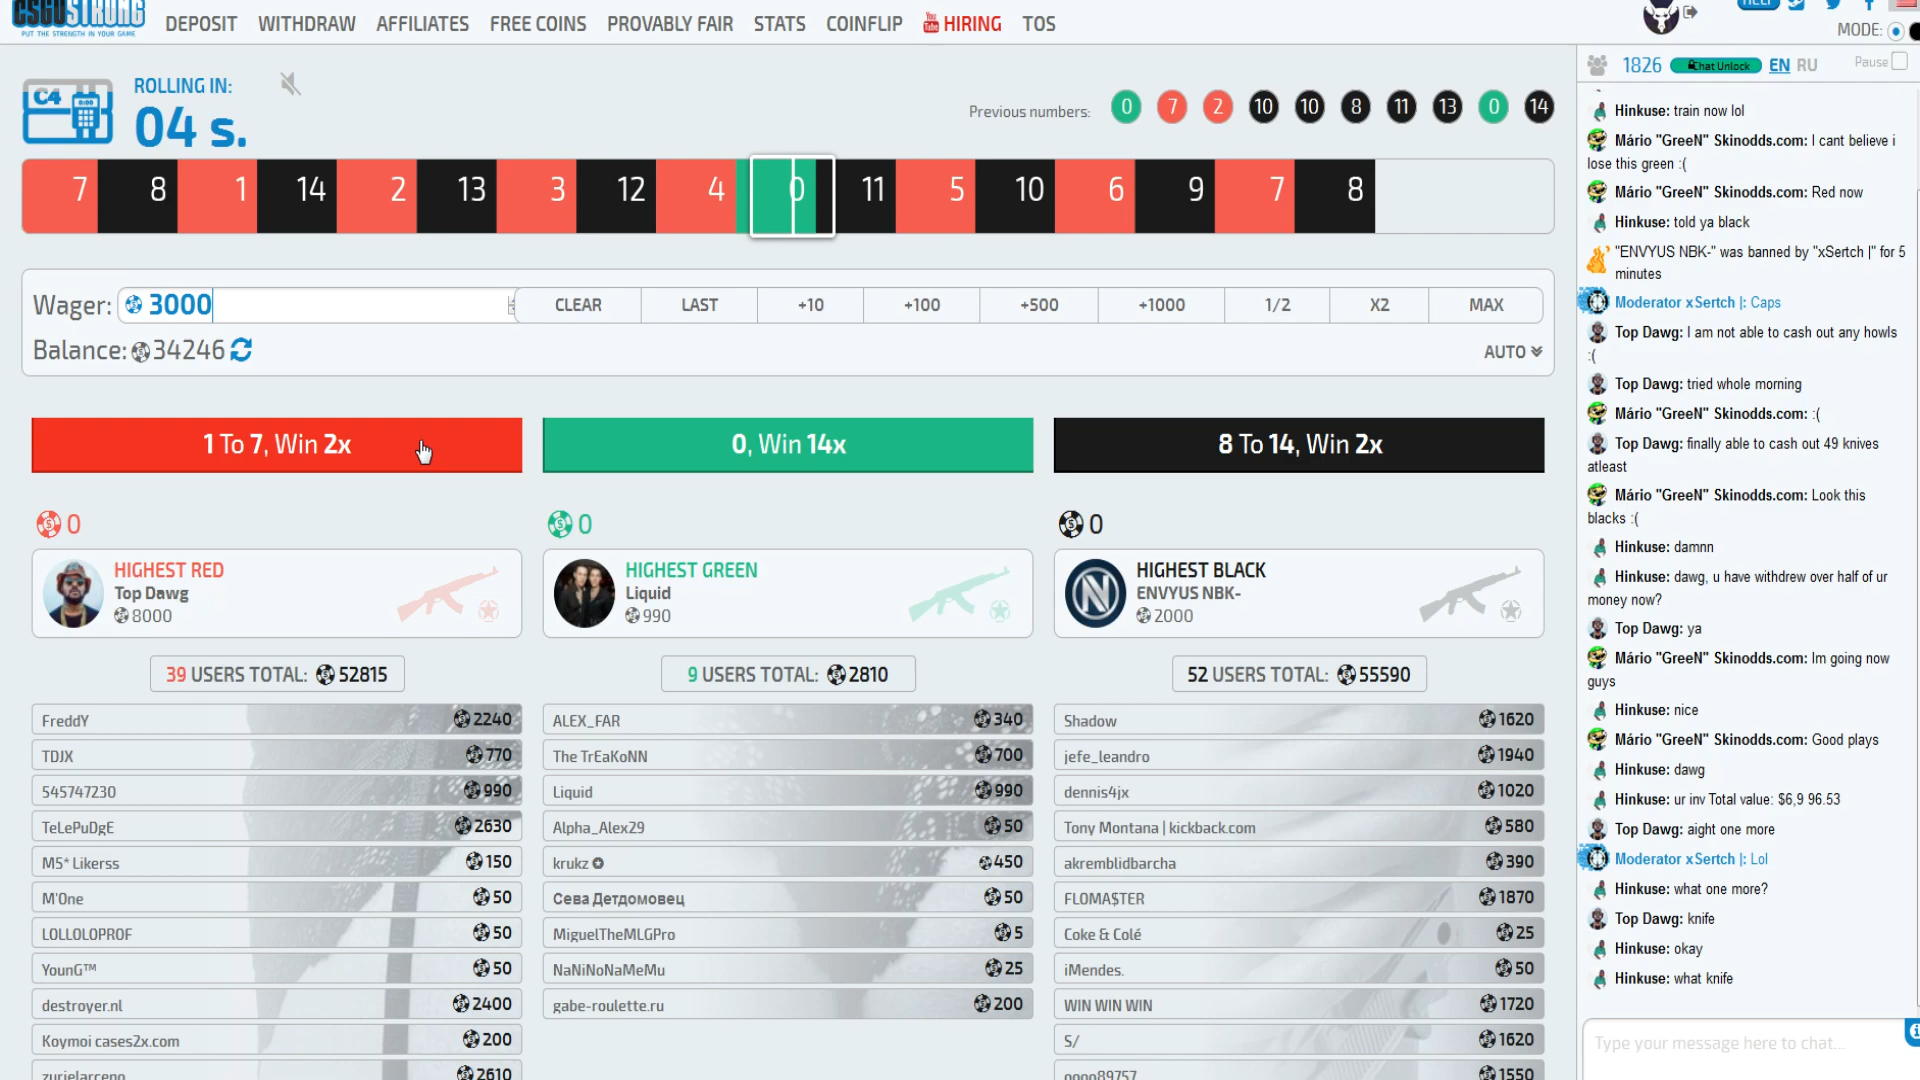 CSGOSTRONG
PUT THE STRENGTH IN YOUR GAME
DEPOSIT WITHDRAW AFFILIATES FREE COINS PROVABLY FAIR STATS COINFLIP You Tube HIRING TOS
HELP
MODE:
ROLLING IN:
04 s.
C4 0:00
Previous numbers: 0 7 2 10 10 8 11 13 0 14
7 8 1 14 2 13 3 12 4 0 11 5 10 6 9 7 8
Wager: 3000 CLEAR LAST +10 +100 +500 +1000 1/2 X2 MAX
Balance: 34246 AUTO
1 To 7, Win 2x 0, Win 14x 8 To 14, Win 2x
0 0 0
HIGHEST RED
Top Dawg
8000
HIGHEST GREEN
Liquid
990
HIGHEST BLACK
ENVYUS NBK-
2000
39 USERS TOTAL: 52815
9 USERS TOTAL: 2810
52 USERS TOTAL: 55590
FreddY 2240
TDJX 770
545747230 990
TeLePuDgE 2630
M5* Likerss 150
M'One 50
LOLLOLOPROF 50
YounG™ 50
destroyer.nl 2400
Koymoi cases2x.com 200
zurielarceno 2610
ALEX_FAR 340
The TrEaKoNN 700
Liquid 990
Alpha_Alex29 50
krukz 450
Сева Детдомовец 50
MiguelTheMLGPro 5
NaNiNoNaMeMu 25
gabe-roulette.ru 200
Shadow 1620
jefe_leandro 1940
dennis4jx 1020
Tony Montana | kickback.com 580
akremblidbarcha 390
FLOMA$TER 1870
Coke & Colé 25
iMendes. 50
WIN WIN WIN 1720
S/ 1620
1550
1826 Chat Unlock EN RU Pause
Hinkuse: train now lol
Mário "GreeN" Skinodds.com: I cant believe i
lose this green :(
Mário "GreeN" Skinodds.com: Red now
Hinkuse: told ya black
"ENVYUS NBK-" was banned by "xSertch |" for 5
minutes
Moderator xSertch |: Caps
Top Dawg: I am not able to cash out any howls
:(
Top Dawg: tried whole morning
Mário "GreeN" Skinodds.com: :(
Top Dawg: finally able to cash out 49 knives
atleast
Mário "GreeN" Skinodds.com: Look this
blacks :(
Hinkuse: damnn
Hinkuse: dawg, u have withdrew over half of ur
money now?
Top Dawg: ya
Mário "GreeN" Skinodds.com: Im going now
guys
Hinkuse: nice
Mário "GreeN" Skinodds.com: Good plays
Hinkuse: dawg
Hinkuse: ur inv Total value: $6,9 96.53
Top Dawg: aight one more
Moderator xSertch |: Lol
Hinkuse: what one more?
Top Dawg: knife
Hinkuse: okay
Hinkuse: what knife
Type your message here to chat...